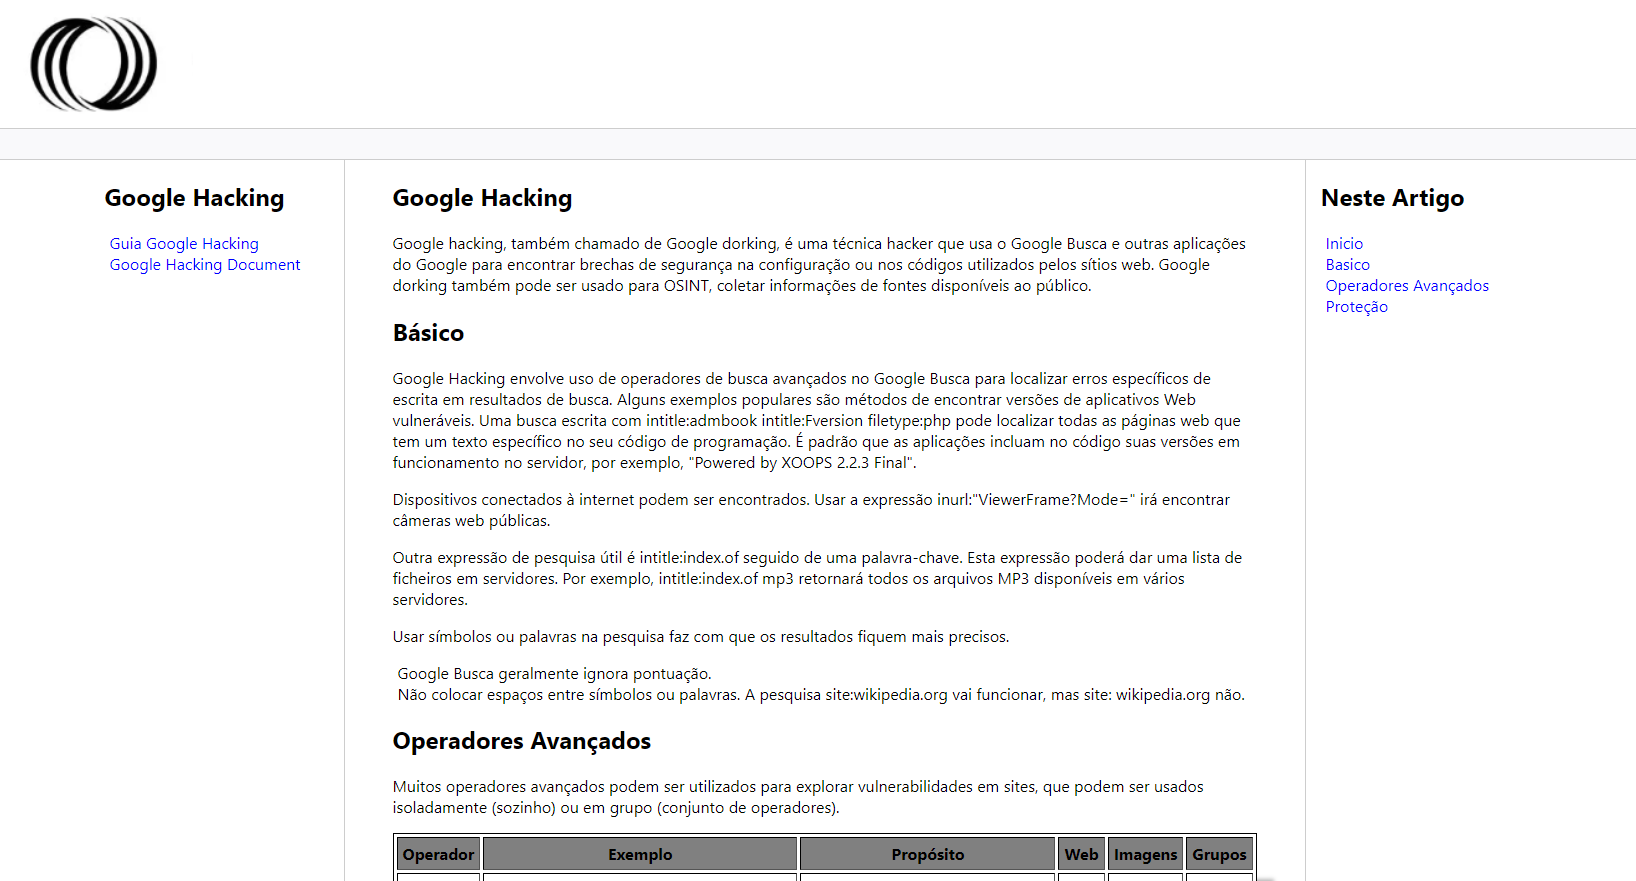 Google Hacking
Guia Google Hacking
Google Hacking Document
Google Hacking
Google hacking, também chamado de Google dorking, é uma técnica hacker que usa o Google Busca e outras aplicações
do Google para encontrar brechas de segurança na configuração ou nos códigos utilizados pelos sítios web. Google
dorking também pode ser usado para OSINT, coletar informações de fontes disponíveis ao público.
Básico
Google Hacking envolve uso de operadores de busca avançados no Google Busca para localizar erros específicos de
escrita em resultados de busca. Alguns exemplos populares são métodos de encontrar versões de aplicativos Web
vulneráveis. Uma busca escrita com intitle:admbook intitle:Fversion filetype:php pode localizar todas as páginas web que
tem um texto específico no seu código de programação. É padrão que as aplicações incluam no código suas versões em
funcionamento no servidor, por exemplo, "Powered by XOOPS 2.2.3 Final".
Dispositivos conectados à internet podem ser encontrados. Usar a expressão inurl:"ViewerFrame?Mode=" irá encontrar
câmeras web públicas.
Outra expressão de pesquisa útil é intitle:index.of seguido de uma palavra-chave. Esta expressão poderá dar uma lista de
ficheiros em servidores. Por exemplo, intitle:index.of mp3 retornará todos os arquivos MP3 disponíveis em vários
servidores.
Usar símbolos ou palavras na pesquisa faz com que os resultados fiquem mais precisos.
Google Busca geralmente ignora pontuação.
Não colocar espaços entre símbolos ou palavras. A pesquisa site:wikipedia.org vai funcionar, mas site: wikipedia.org não.
Operadores Avançados
Muitos operadores avançados podem ser utilizados para explorar vulnerabilidades em sites, que podem ser usados
isoladamente (sozinho) ou em grupo (conjunto de operadores).
Operador Exemplo Propósito Web Imagens Grupos
Neste Artigo
Inicio
Basico
Operadores Avançados
Proteção